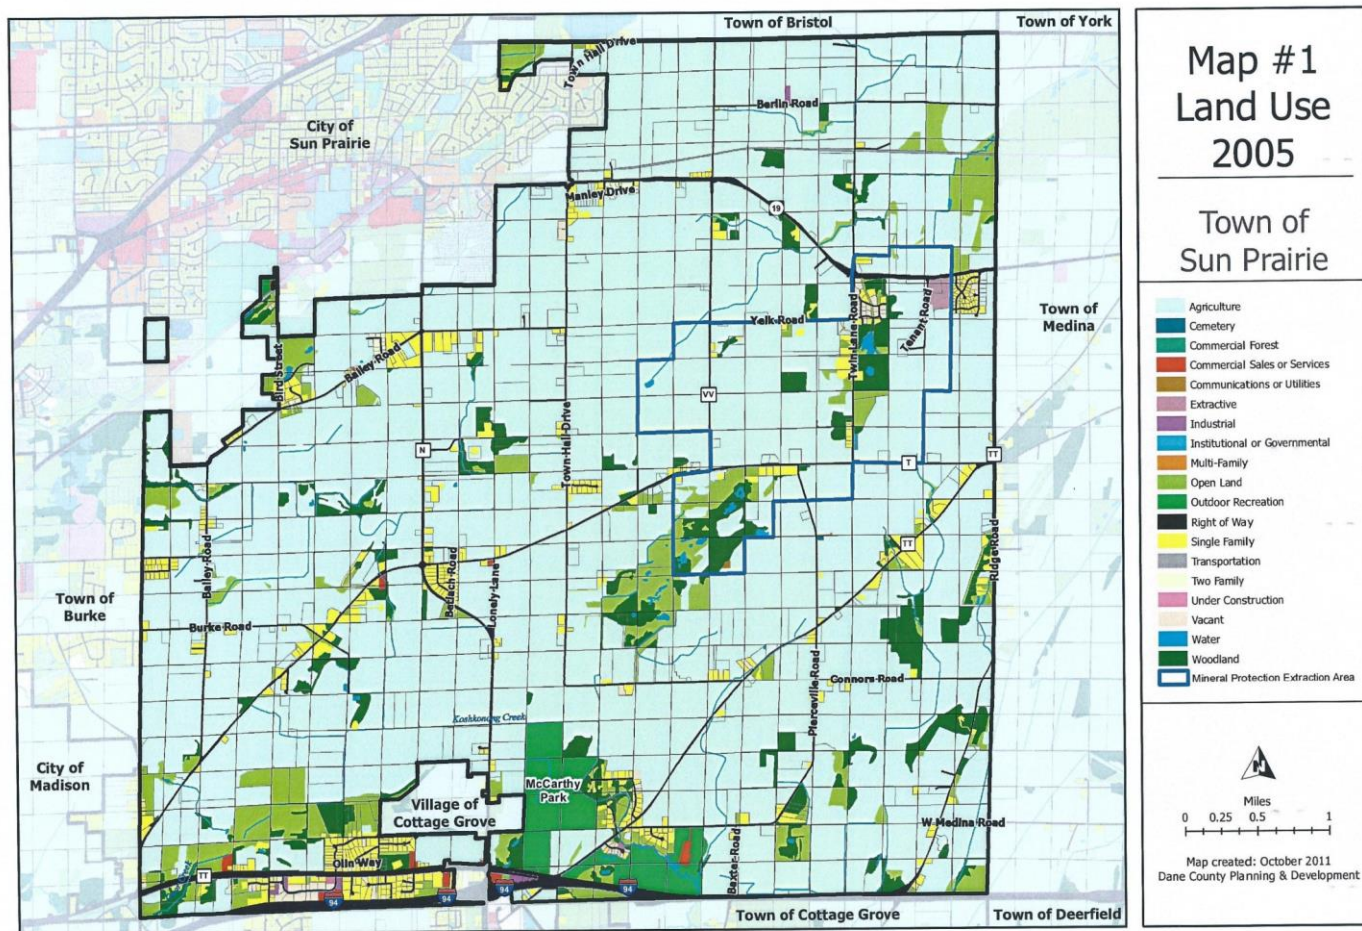 Town of Bristol
Town of York
Town Hall Drive
Berlin Road
City of
Sun Prairie
Manley Drive
19
Town of
Medina
Yelk Road
Twin Lane Road
Tenant Road
Bird Street
Bailey Road
VV
N
Town Hall Drive
T
TT
TT
Bailey Road
Town of
Burke
Burke Road
Lonely Lane
Ridge Road
Pierceville Road
Connors Road
Koshkonong Creek
City of
Madison
McCarthy
Park
Village of
Cottage Grove
W Medina Road
Baxter Road
Olin Way
TT
94
94
94
94
Town of Cottage Grove
Town of Deerfield
Map #1
Land Use
2005
Town of
Sun Prairie
Agriculture
Cemetery
Commercial Forest
Commercial Sales or Services
Communications or Utilities
Extractive
Industrial
Institutional or Governmental
Multi-Family
Open Land
Outdoor Recreation
Right of Way
Single Family
Transportation
Two Family
Under Construction
Vacant
Water
Woodland
Mineral Protection Extraction Area
N
Miles
0 0.25 0.5 1
Map created: October 2011
Dane County Planning & Development